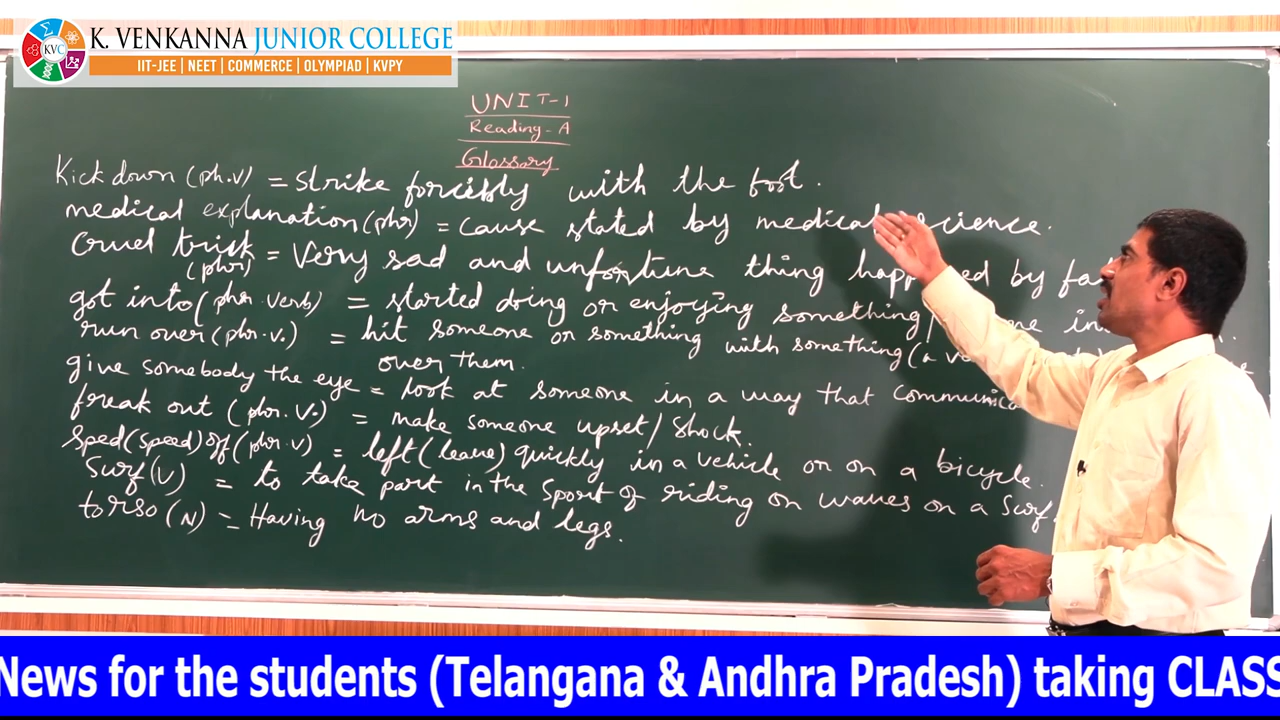 K. VENKANNA JUNIOR COLLEGE
KVC
IIT-JEE | NEET | COMMERCE | OLYMPIAD | KVPY
UNIT-1
Reading-A
Glossary
Kick down (ph.v) = strike forcibly with the foot.
medical explanation (phr) = cause stated by medical science.
cruel trick (phr) = Very sad and unfortune thing happened by
got into (phr. verb) = started doing or enjoying something/
run over (phr.v.) = hit someone or something with something (a
over them.
give somebody the eye = look at someone in a way that
freak out (phr. v.) = make someone upset/shock.
sped (speed) off (phr.v) = left (leave) quickly in a vehicle or on a bicycle.
Surf (v) = to take part in the sport of riding on waves on a
torso (N) = Having no arms and legs.
News for the students (Telangana & Andhra Pradesh) taking CLASS